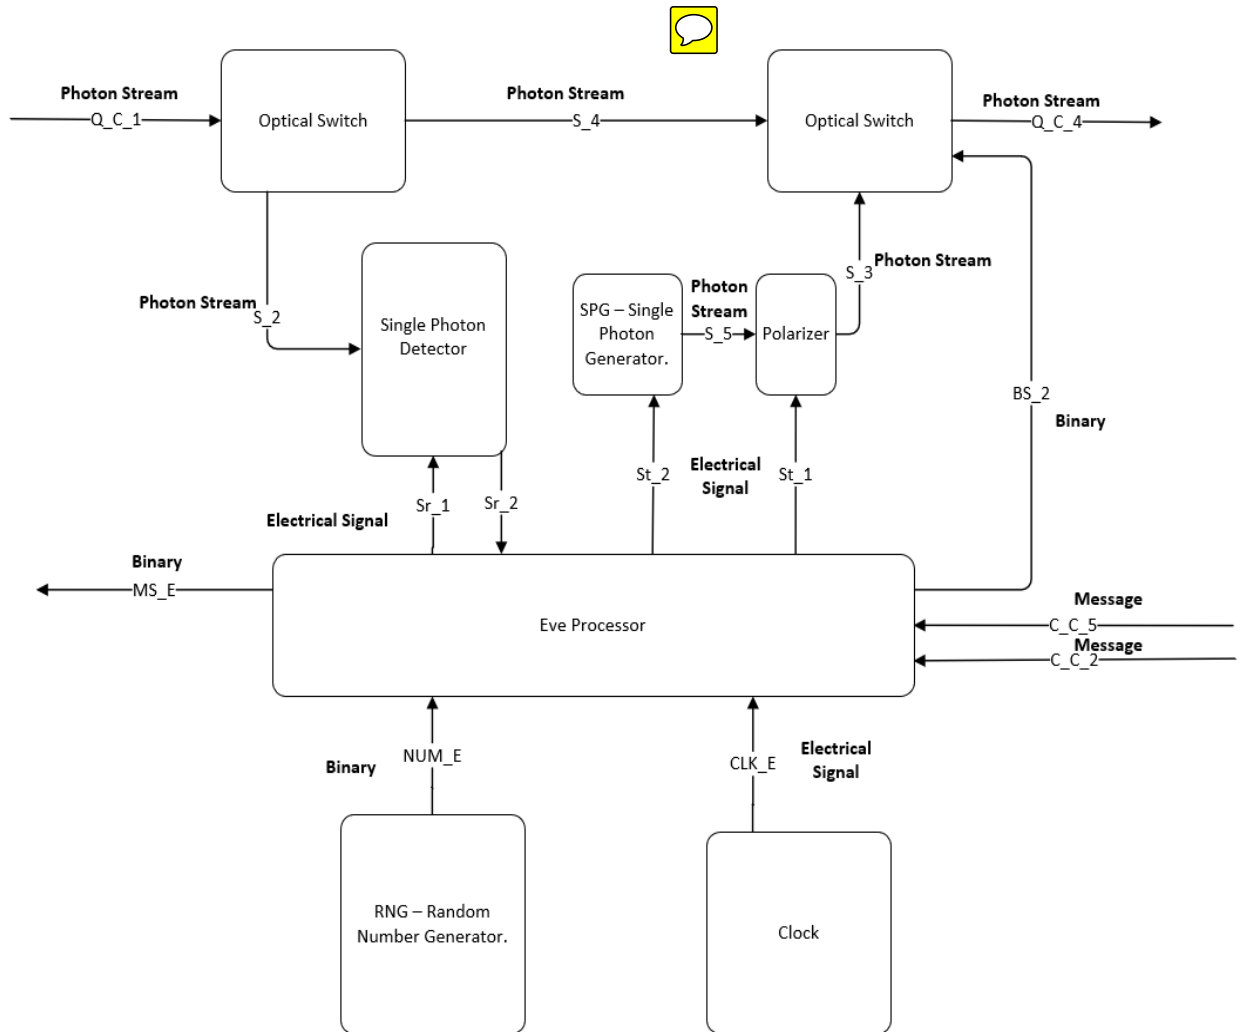 Photon Stream
Q_C_1
Optical Switch
Photon Stream
S_4
Optical Switch
Photon Stream
Q_C_4
Photon Stream
S_2
Single Photon
Detector
SPG – Single
Photon
Generator.
Photon
Stream
S_5
Polarizer
S_3
Photon Stream
BS_2
Binary
Electrical Signal
Sr_1
Sr_2
St_2
Electrical
Signal
St_1
Binary
MS_E
Eve Processor
Message
C_C_5
Message
C_C_2
Binary
NUM_E
CLK_E
Electrical
Signal
RNG – Random
Number Generator.
Clock